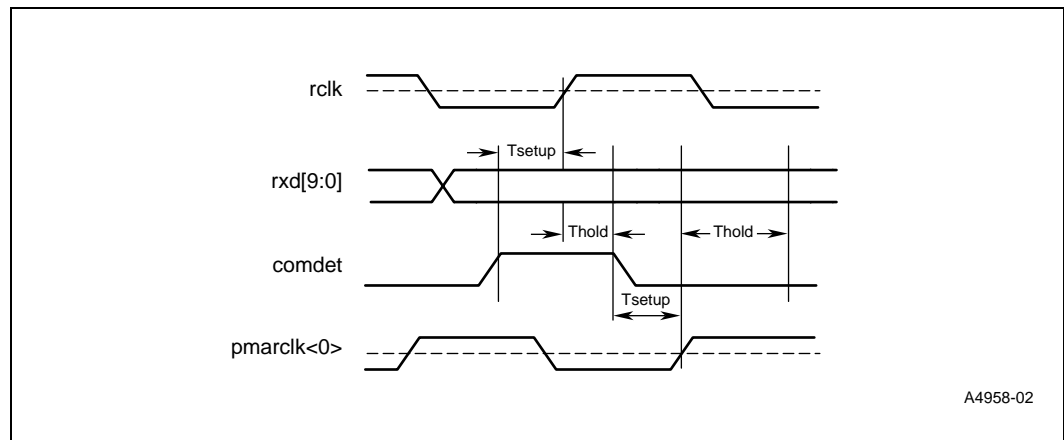 rclk
Tsetup
rxd[9:0]
Thold
Thold
comdet
Tsetup
pmarclk<0>
A4958-02